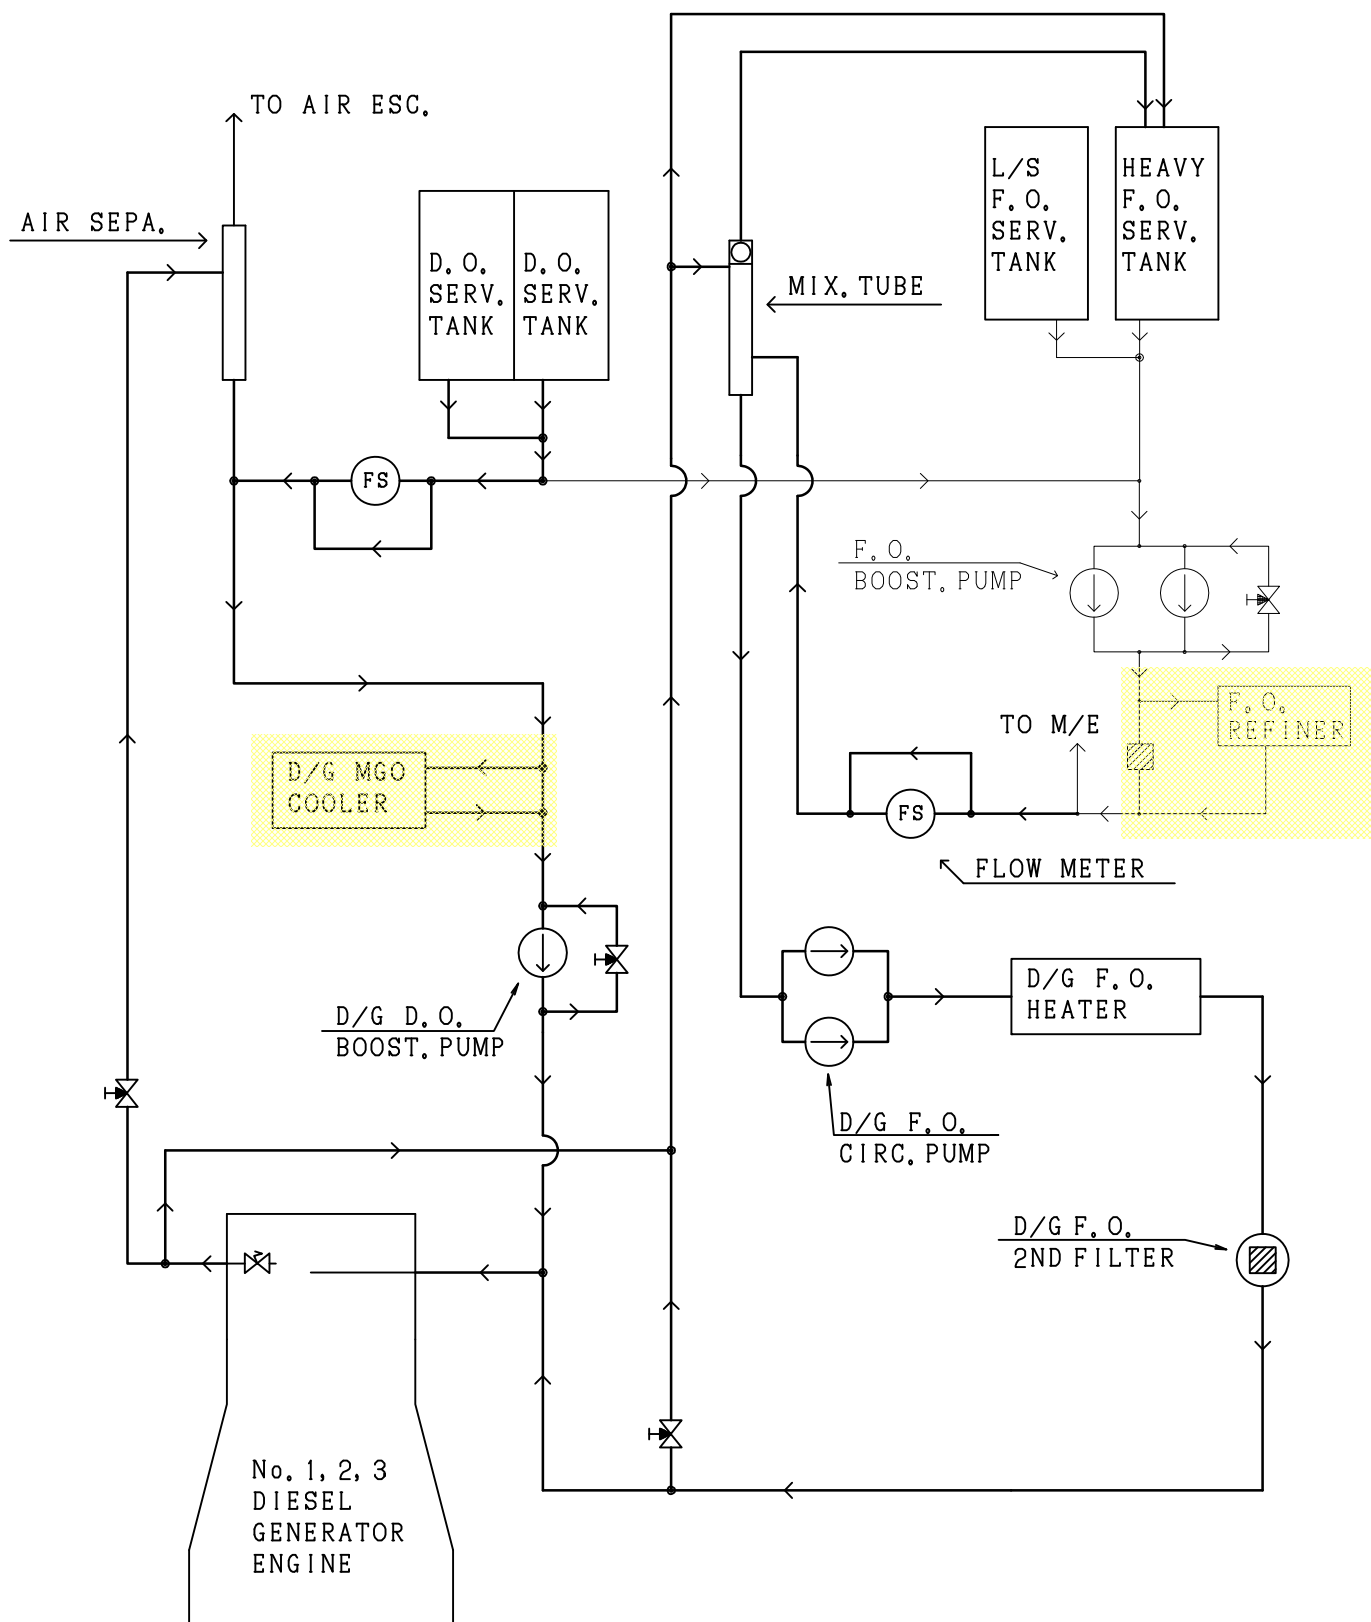 TO AIR ESC.
AIR SEPA.
D.O.
SERV.
TANK
D.O.
SERV.
TANK
L/S
F.O.
SERV.
TANK
HEAVY
F.O.
SERV.
TANK
MIX. TUBE
FS
F.O.
BOOST. PUMP
F.O.
REFINER
TO M/E
D/G MGO
COOLER
FS
FLOW METER
D/G D.O.
BOOST. PUMP
D/G F.O.
HEATER
D/G F.O.
CIRC. PUMP
D/G F.O.
2ND FILTER
No. 1, 2, 3
DIESEL
GENERATOR
ENGINE